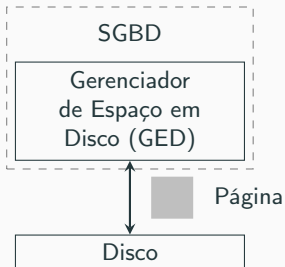 SGBD
Gerenciador
de Espaço em
Disco (GED)
Página
Disco